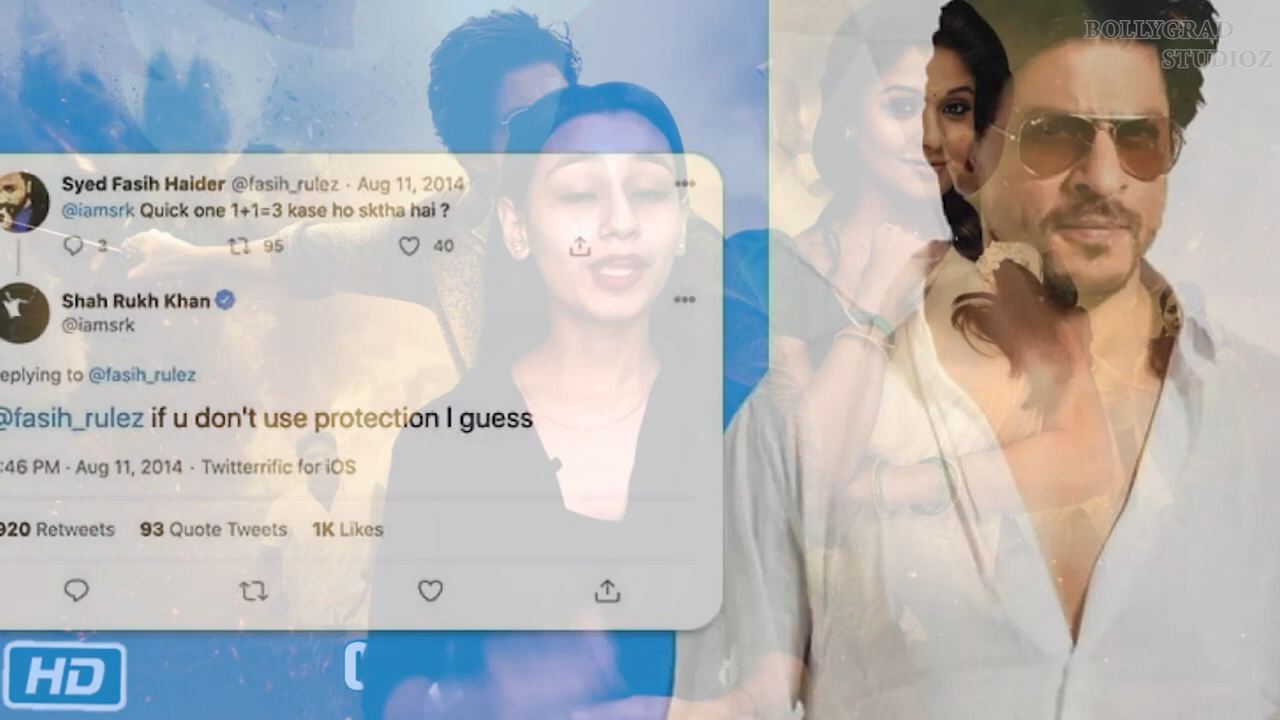 BOLLYGRAD
STUDIOZ
Syed Fasih Haider @fasih_rulez · Aug 11, 2014
@iamsrk Quick one 1+1=3 kase ho sktha hai ?
3 95 40
Shah Rukh Khan
@iamsrk
eplying to @fasih_rulez
@fasih_rulez if u don't use protection I guess
:46 PM · Aug 11, 2014 · Twitterrific for iOS
920 Retweets 93 Quote Tweets 1K Likes
HD